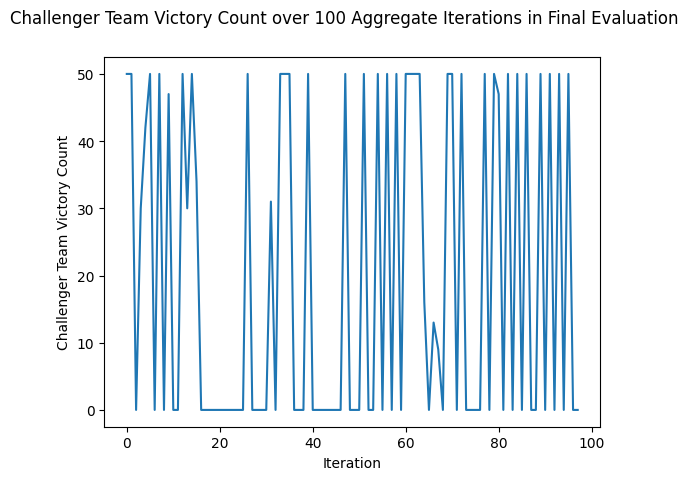 Challenger Team Victory Count over 100 Aggregate Iterations in Final Evaluation
50
40
30
20
10
0
Challenger Team Victory Count
0 20 40 60 80 100
Iteration